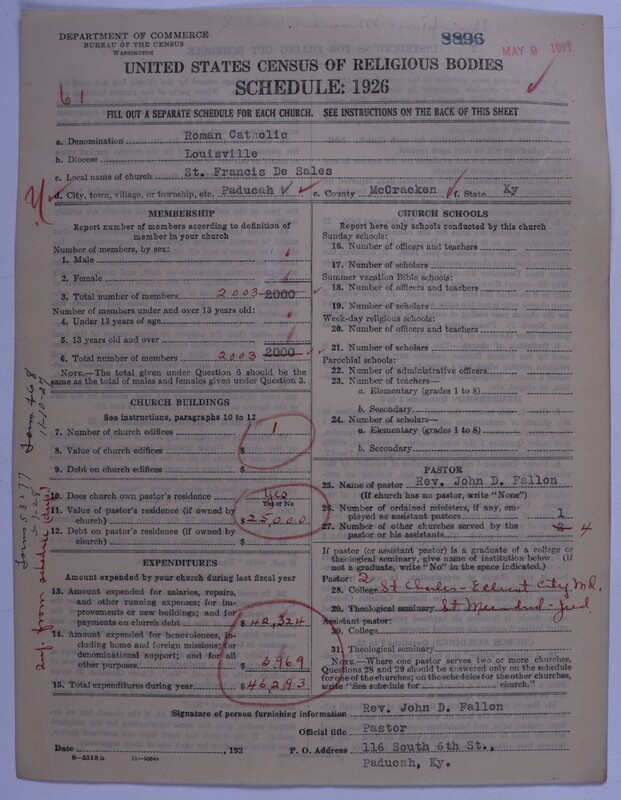 DEPARTMENT OF COMMERCE
BUREAU OF THE CENSUS
WASHINGTON
8896
MAY 9
UNITED STATES CENSUS OF RELIGIOUS BODIES
SCHEDULE: 1926
61
FILL OUT A SEPARATE SCHEDULE FOR EACH CHURCH. SEE INSTRUCTIONS ON THE BACK OF THIS SHEET
a. Denomination Roman Catholic
b. Diocese Louisville
c. Local name of church St. Francis De Sales
d. City, town, village, or township, etc. Paducah e. County McCracken f. State Ky
MEMBERSHIP
Report number of members according to definition of
member in your church
Number of members, by sex:
1. Male
2. Female
3. Total number of members 2003 2000
Number of members under and over 13 years old:
4. Under 13 years of age
5. 13 years old and over
6. Total number of members 2003 2000
NOTE.—The total given under Question 6 should be
same as the total of males and females given under Question 3.
CHURCH BUILDINGS
See instructions, paragraphs 10 to 12
7. Number of church edifices 1
8. Value of church edifices $
9. Debt on church edifices $
10. Does church own pastor's residence Yes
Yes or No
11. Value of pastor's residence (if owned by
church) $25,000
12. Debt on pastor's residence (if owned by
church) $
EXPENDITURES
Amount expended by your church during last fiscal year
13. Amount expended for salaries, repairs,
and other running expenses; for im-
provements or new buildings; and for
payments on church debt $42,324
14. Amount expended for benevolences, in-
cluding home and foreign missions; for
denominational support; and for all
other purposes $3,969
15. Total expenditures during year $46,293
CHURCH SCHOOLS
Report here only schools conducted by this church
Sunday schools:
16. Number of officers and teachers
17. Number of scholars
Summer vacation Bible schools:
18. Number of officers and teachers
19. Number of scholars
Week-day religious schools:
20. Number of officers and teachers
21. Number of scholars
Parochial schools:
22. Number of administrative officers
23. Number of teachers—
a. Elementary (grades 1 to 8)
b. Secondary
24. Number of scholars—
a. Elementary (grades 1 to 8)
b. Secondary
PASTOR
25. Name of pastor Rev. John D. Fallon
(If church has no pastor, write "None")
26. Number of ordained ministers, if any, em-
ployed as assistant pastors 1
27. Number of other churches served by the
pastor or his assistants 4
If pastor (or assistant pastor) is a graduate of a college or
theological seminary, give name of institution below. (If
not a graduate, write "No" in the space indicated.)
Pastor: 2
28. College St Charles - Ellicott City Md.
29. Theological seminary St Meinrad - Ind
Assistant pastor:
30. College
31. Theological seminary
NOTE.—Where one pastor serves two or more churches,
Questions 28 and 29 should be answered only on the schedule
for one of the churches; on the schedules for the other churches,
write "See schedule for church."
Signature of person furnishing information Rev. John D. Fallon
Official title Pastor
Date , 192 P. O. Address 116 South 6th St.,
Paducah, Ky.
8-5518a 11-9264a